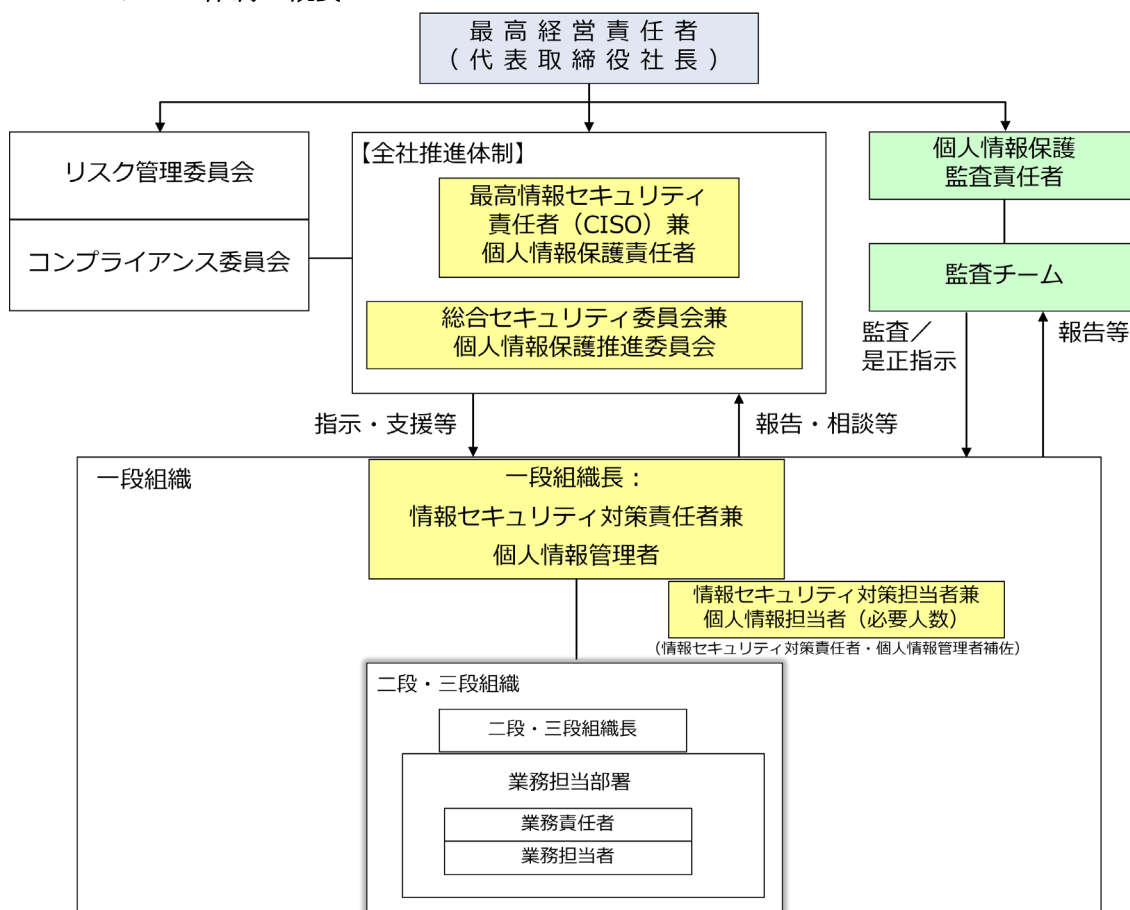 最高経営責任者
（代表取締役社長）
リスク管理委員会
コンプライアンス委員会
【全社推進体制】
最高情報セキュリティ
責任者（CISO）兼
個人情報保護責任者
総合セキュリティ委員会兼
個人情報保護推進委員会
個人情報保護
監査責任者
監査チーム
監査／
是正指示
報告等
指示・支援等
報告・相談等
一段組織
一段組織長：
情報セキュリティ対策責任者兼
個人情報管理者
情報セキュリティ対策担当者兼
個人情報担当者（必要人数）
（情報セキュリティ対策責任者・個人情報管理者補佐）
二段・三段組織
二段・三段組織長
業務担当部署
業務責任者
業務担当者